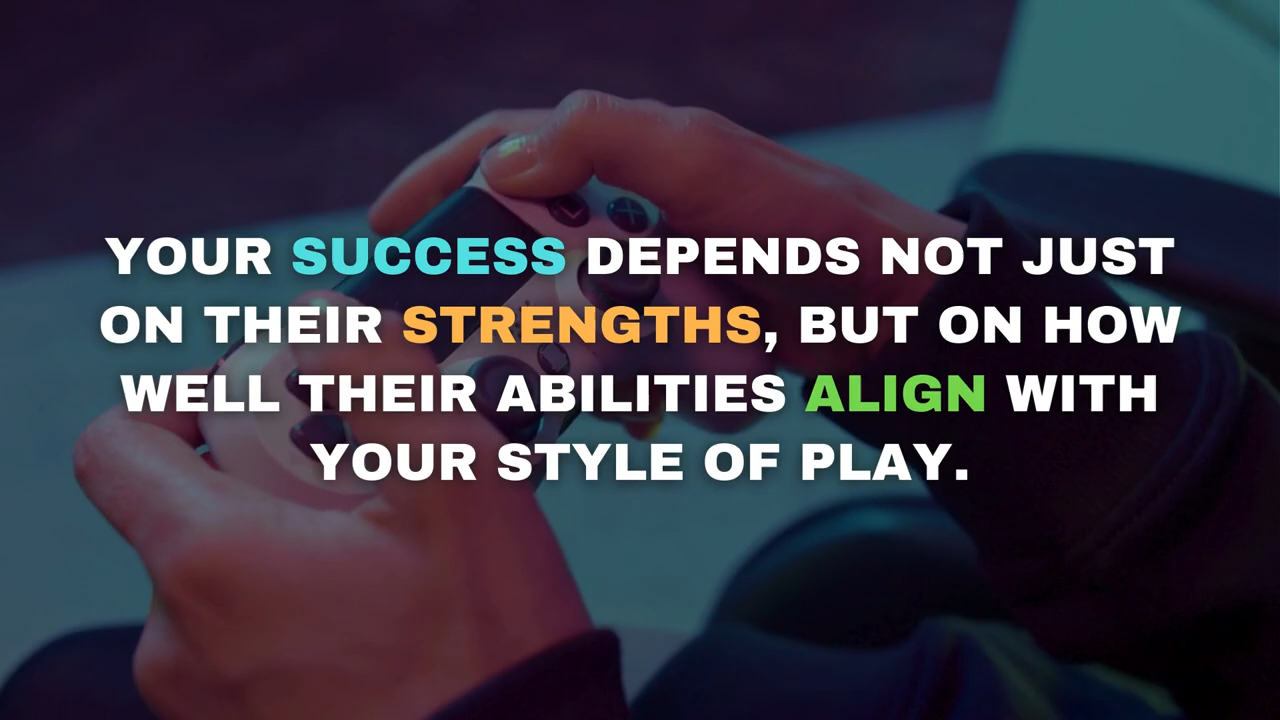 YOUR SUCCESS DEPENDS NOT JUST
ON THEIR STRENGTHS, BUT ON HOW
WELL THEIR ABILITIES ALIGN WITH
YOUR STYLE OF PLAY.